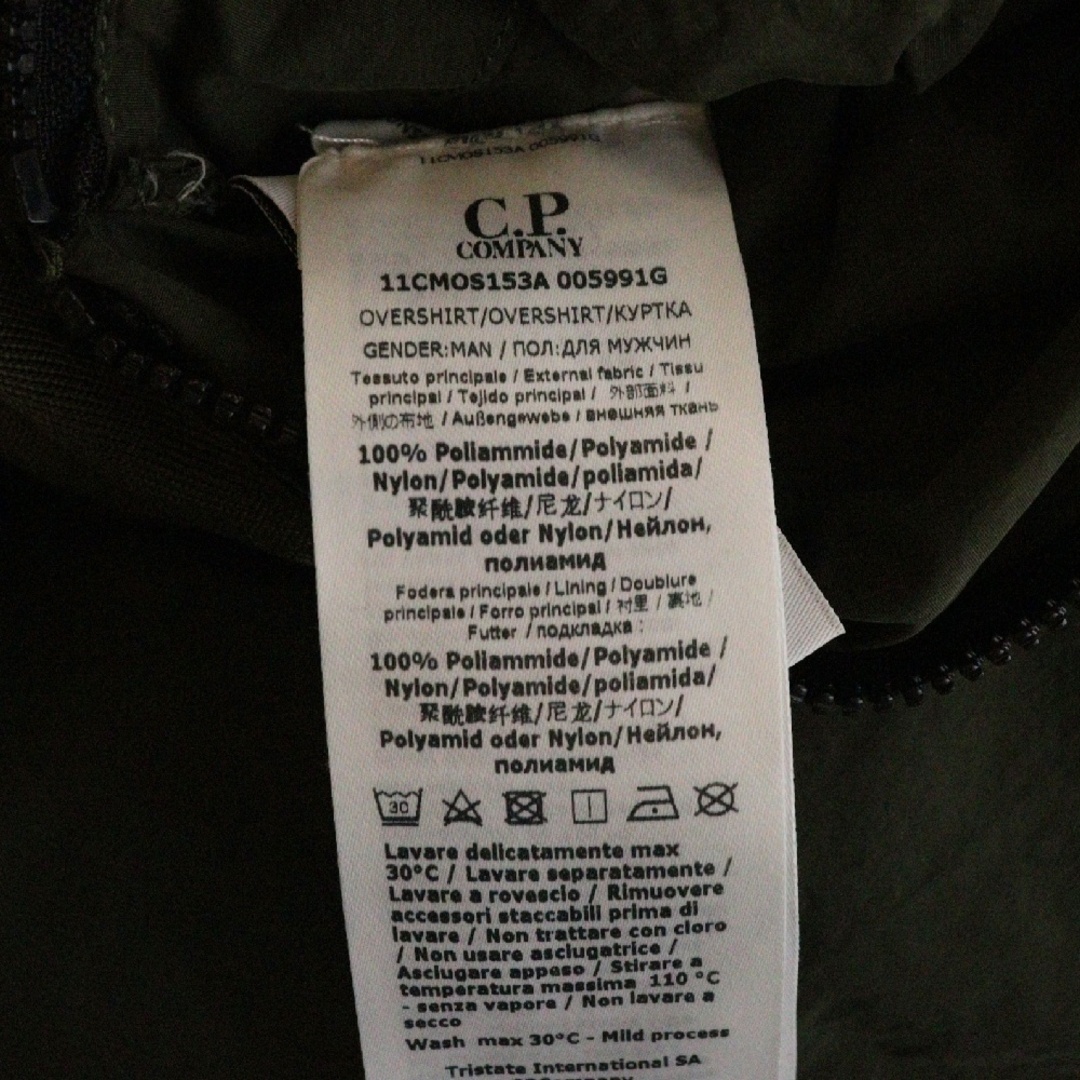 11CMOS153A 005991G
C.P.
COMPANY
11CMOS153A 005991G
OVERSHIRT/OVERSHIRT/КУРТКА
GENDER:MAN / ПОЛ:ДЛЯ МУЖЧИН
Tessuto principale / External fabric / Tissu
principal / Tejido principal / 外部面料 /
外側の布地 / Außengewebe / внешняя ткань
100% Poliammide/Polyamide /
Nylon/Polyamide/poliamida/
聚酰胺纤维/尼龙/ナイロン/
Polyamid oder Nylon/Нейлон,
полиамид
Fodera principale / Lining / Doublure
principale / Forro principal / 衬里 / 裏地 /
Futter / подкладка :
100% Poliammide/Polyamide /
Nylon/Polyamide/poliamida/
聚酰胺纤维/尼龙/ナイロン/
Polyamid oder Nylon/Нейлон,
полиамид
30
Lavare delicatamente max
30°C / Lavare separatamente /
Lavare a rovescio / Rimuovere
accessori staccabili prima di
lavare / Non trattare con cloro
/ Non usare asciugatrice /
Asciugare appeso / Stirare a
temperatura massima 110 °C
- senza vapore / Non lavare a
secco
Wash max 30°C - Mild process
Tristate International SA